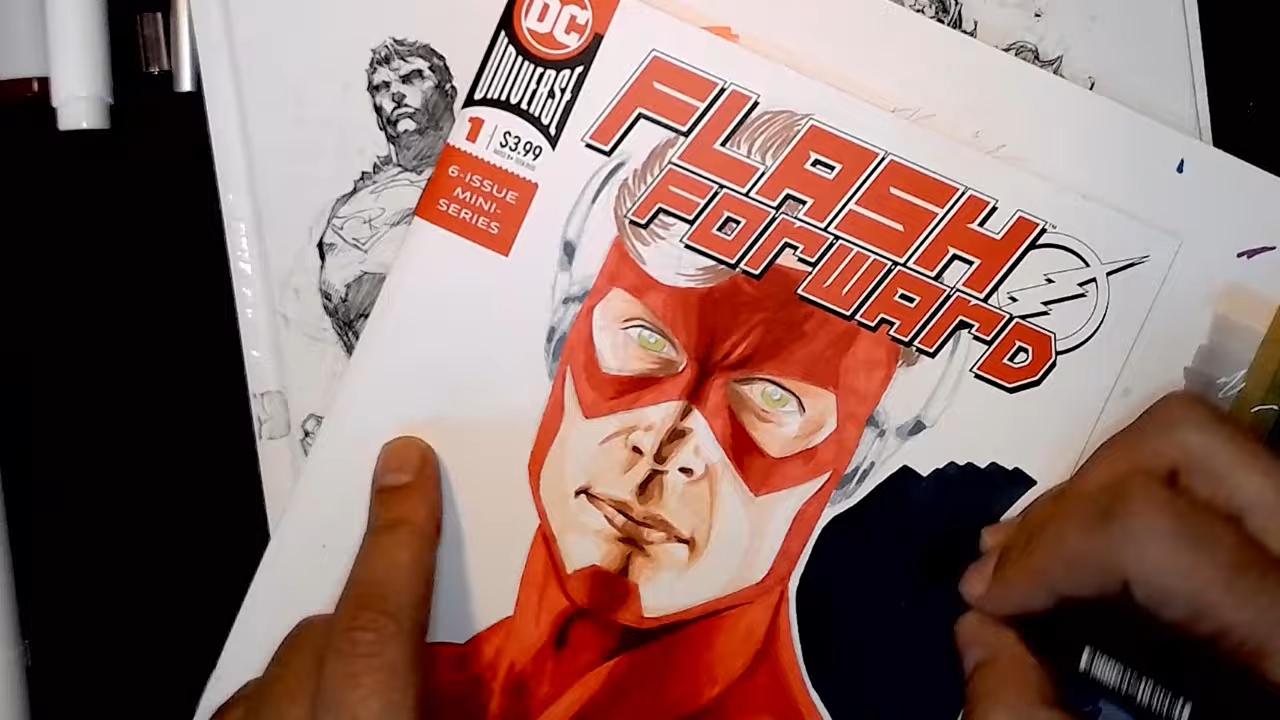 DC
UNIVERSE
1 $3.99
6-ISSUE
MINI-
SERIES
FLASH
FORWARD